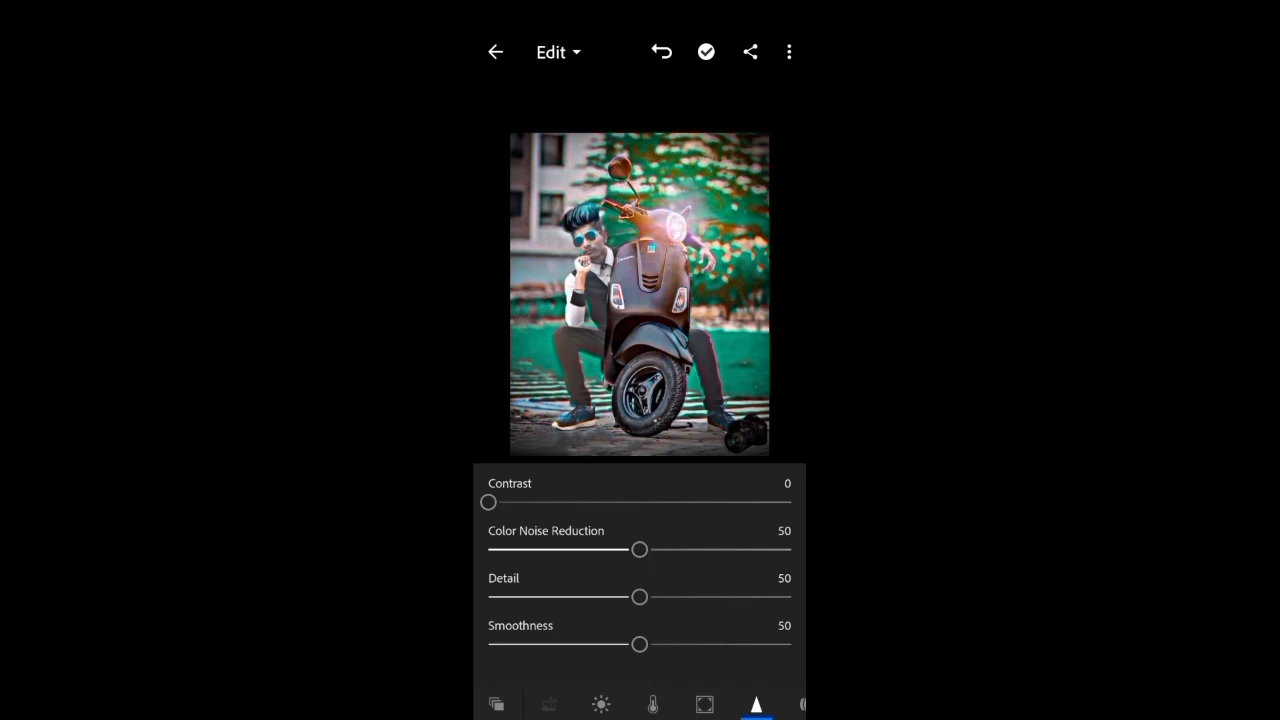 Edit
Contrast 0
Color Noise Reduction 50
Detail 50
Smoothness 50